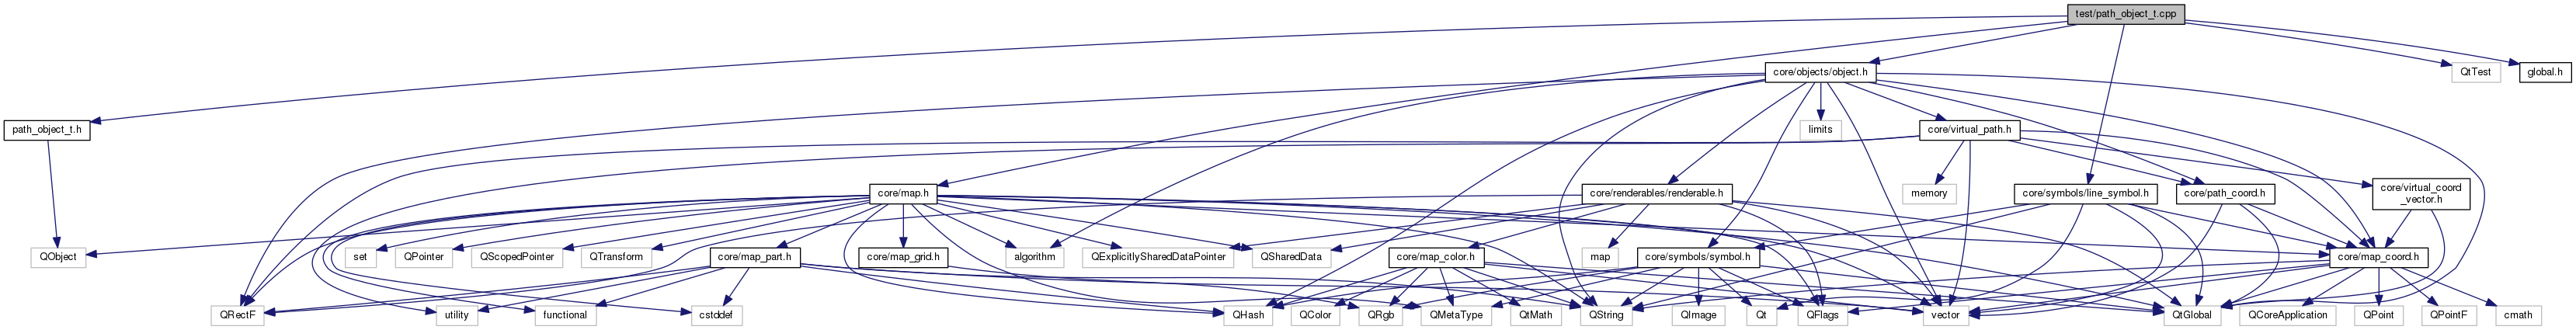 test/path_object_t.cpp
core/objects/object.h
QtTest
global.h
path_object_t.h
limits
core/virtual_path.h
core/map.h
core/renderables/renderable.h
memory
core/symbols/line_symbol.h
core/path_coord.h
core/virtual_coord
_vector.h
QObject
set
QPointer
QScopedPointer
QTransform
core/map_part.h
core/map_grid.h
algorithm
QExplicitlySharedDataPointer
QSharedData
map
core/map_color.h
core/symbols/symbol.h
core/map_coord.h
QRectF
utility
functional
cstddef
QHash
QColor
QRgb
QMetaType
QtMath
QString
QImage
Qt
QFlags
vector
QtGlobal
QCoreApplication
QPoint
QPointF
cmath